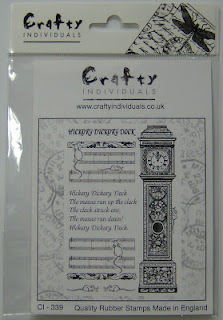 Crafty
INDIVIDUALS
Crafty
INDIVIDUALS
www.craftyindividuals.co.uk
HICKORY DICKORY DOCK
Hickory Dickory Dock
The mouse ran up the clock
The clock struck one,
The mouse ran down!
Hickory Dickory Dock.
CI - 339 Quality Rubber Stamps Made in England